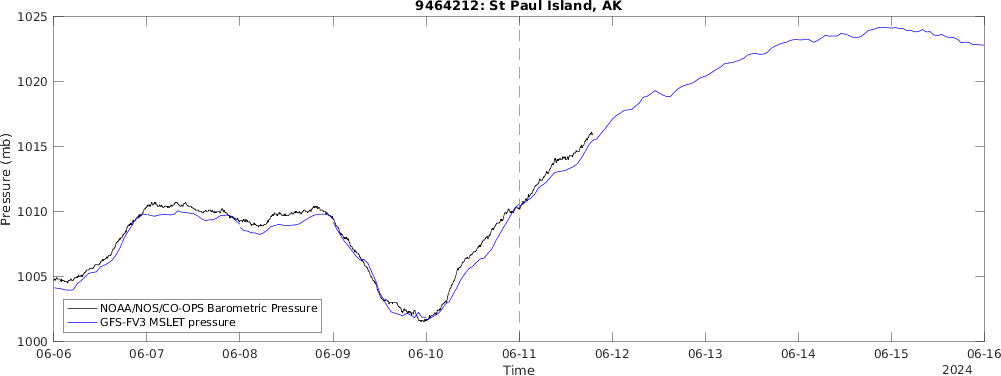 9464212: St Paul Island, AK
Pressure (mb)
1025
1020
1015
1010
1005
1000
NOAA/NOS/CO-OPS Barometric Pressure
GFS-FV3 MSLET pressure
06-06 06-07 06-08 06-09 06-10 06-11 06-12 06-13 06-14 06-15 06-16
Time
2024